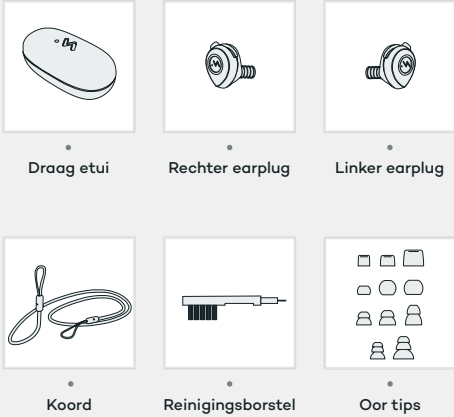 Draag etui
Rechter earplug
Linker earplug
Koord
Reinigingsborstel
Oor tips